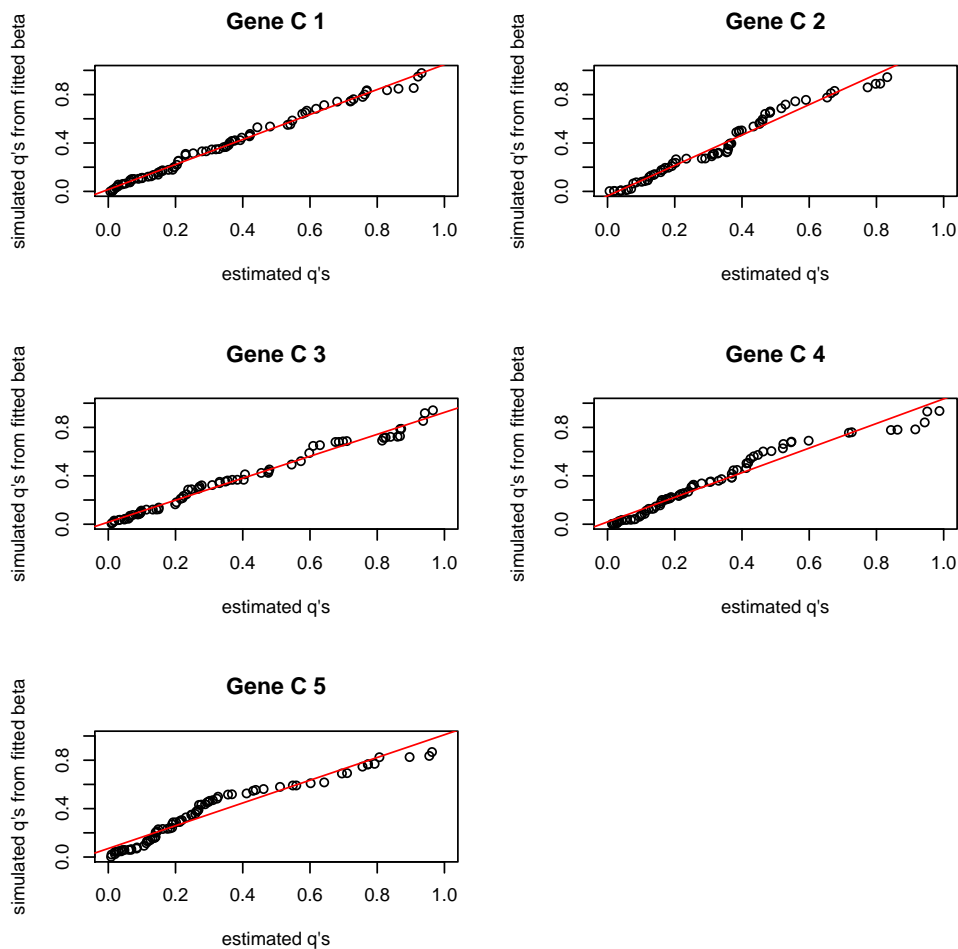 Gene C 1
simulated q's from fitted beta
0.0 0.4 0.8
0.0 0.2 0.4 0.6 0.8 1.0
estimated q's
Gene C 2
simulated q's from fitted beta
0.0 0.4 0.8
0.0 0.2 0.4 0.6 0.8 1.0
estimated q's
Gene C 3
simulated q's from fitted beta
0.0 0.4 0.8
0.0 0.2 0.4 0.6 0.8 1.0
estimated q's
Gene C 4
simulated q's from fitted beta
0.0 0.4 0.8
0.0 0.2 0.4 0.6 0.8 1.0
estimated q's
Gene C 5
simulated q's from fitted beta
0.0 0.4 0.8
0.0 0.2 0.4 0.6 0.8 1.0
estimated q's